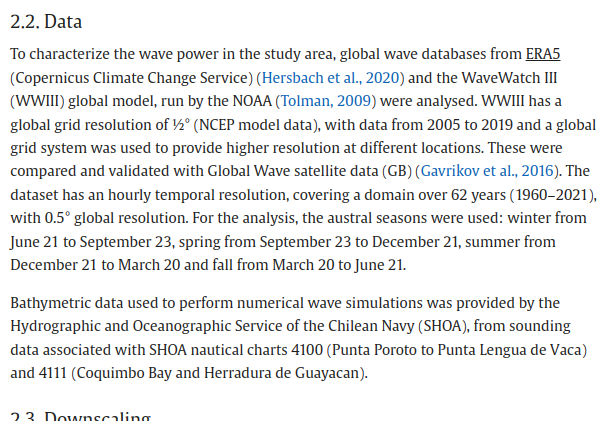 2.2. Data
To characterize the wave power in the study area, global wave databases from ERA5
(Copernicus Climate Change Service) (Hersbach et al., 2020) and the WaveWatch III
(WWIII) global model, run by the NOAA (Tolman, 2009) were analysed. WWIII has a
global grid resolution of ½° (NCEP model data), with data from 2005 to 2019 and a global
grid system was used to provide higher resolution at different locations. These were
compared and validated with Global Wave satellite data (GB) (Gavrikov et al., 2016). The
dataset has an hourly temporal resolution, covering a domain over 62 years (1960–2021),
with 0.5° global resolution. For the analysis, the austral seasons were used: winter from
June 21 to September 23, spring from September 23 to December 21, summer from
December 21 to March 20 and fall from March 20 to June 21.
Bathymetric data used to perform numerical wave simulations was provided by the
Hydrographic and Oceanographic Service of the Chilean Navy (SHOA), from sounding
data associated with SHOA nautical charts 4100 (Punta Poroto to Punta Lengua de Vaca)
and 4111 (Coquimbo Bay and Herradura de Guayacan).
2.3. Downscaling